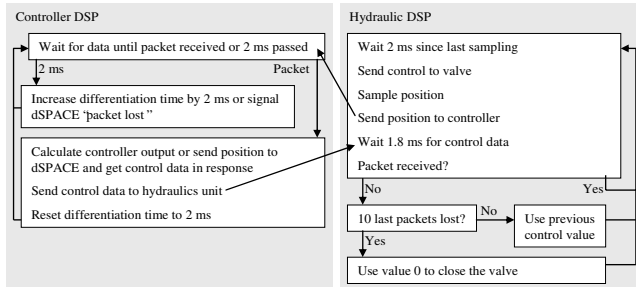 Controller DSP
Wait for data until packet received or 2 ms passed
2 ms
Packet
Increase differentiation time by 2 ms or signal
dSPACE “packet lost”
Calculate controller output or send position to
dSPACE and get control data in response
Send control data to hydraulics unit
Reset differentiation time to 2 ms
Hydraulic DSP
Wait 2 ms since last sampling
Send control to valve
Sample position
Send position to controller
Wait 1.8 ms for control data
Packet received?
No
Yes
10 last packets lost?
No
Use previous
control value
Yes
Use value 0 to close the valve